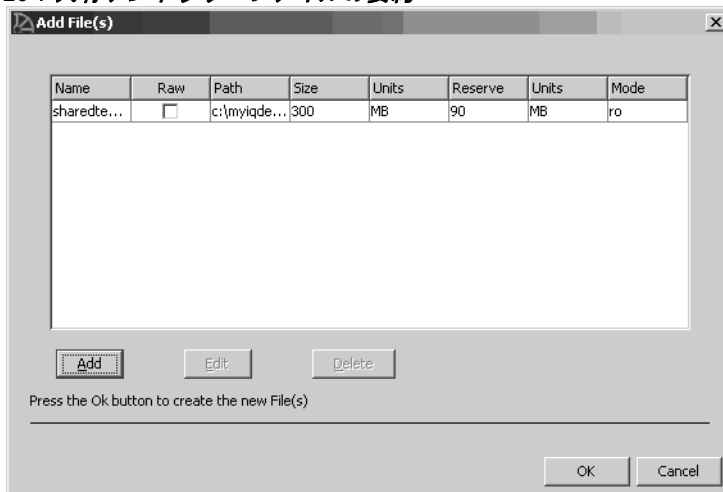 Add File(s)
Name Raw Path Size Units Reserve Units Mode
sharedte... c:\myiqde... 300 MB 90 MB ro
Add Edit Delete
Press the Ok button to create the new File(s)
OK Cancel